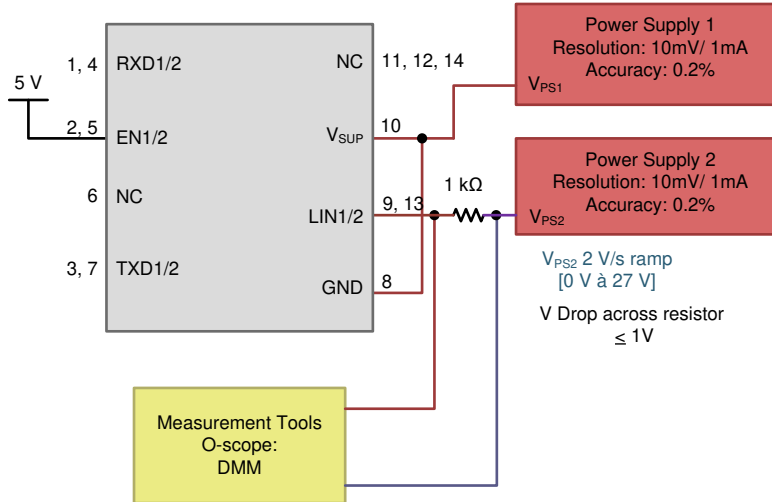 5 V
1, 4
RXD1/2
2, 5
EN1/2
6
NC
3, 7
TXD1/2
NC
11, 12, 14
VSUP
10
LIN1/2
9, 13
GND
8
1 kΩ
Power Supply 1
Resolution: 10mV/ 1mA
Accuracy: 0.2%
VPS1
Power Supply 2
Resolution: 10mV/ 1mA
Accuracy: 0.2%
VPS2
VPS2 2 V/s ramp
[0 V à 27 V]
V Drop across resistor
≤ 1V
Measurement Tools
O-scope:
DMM